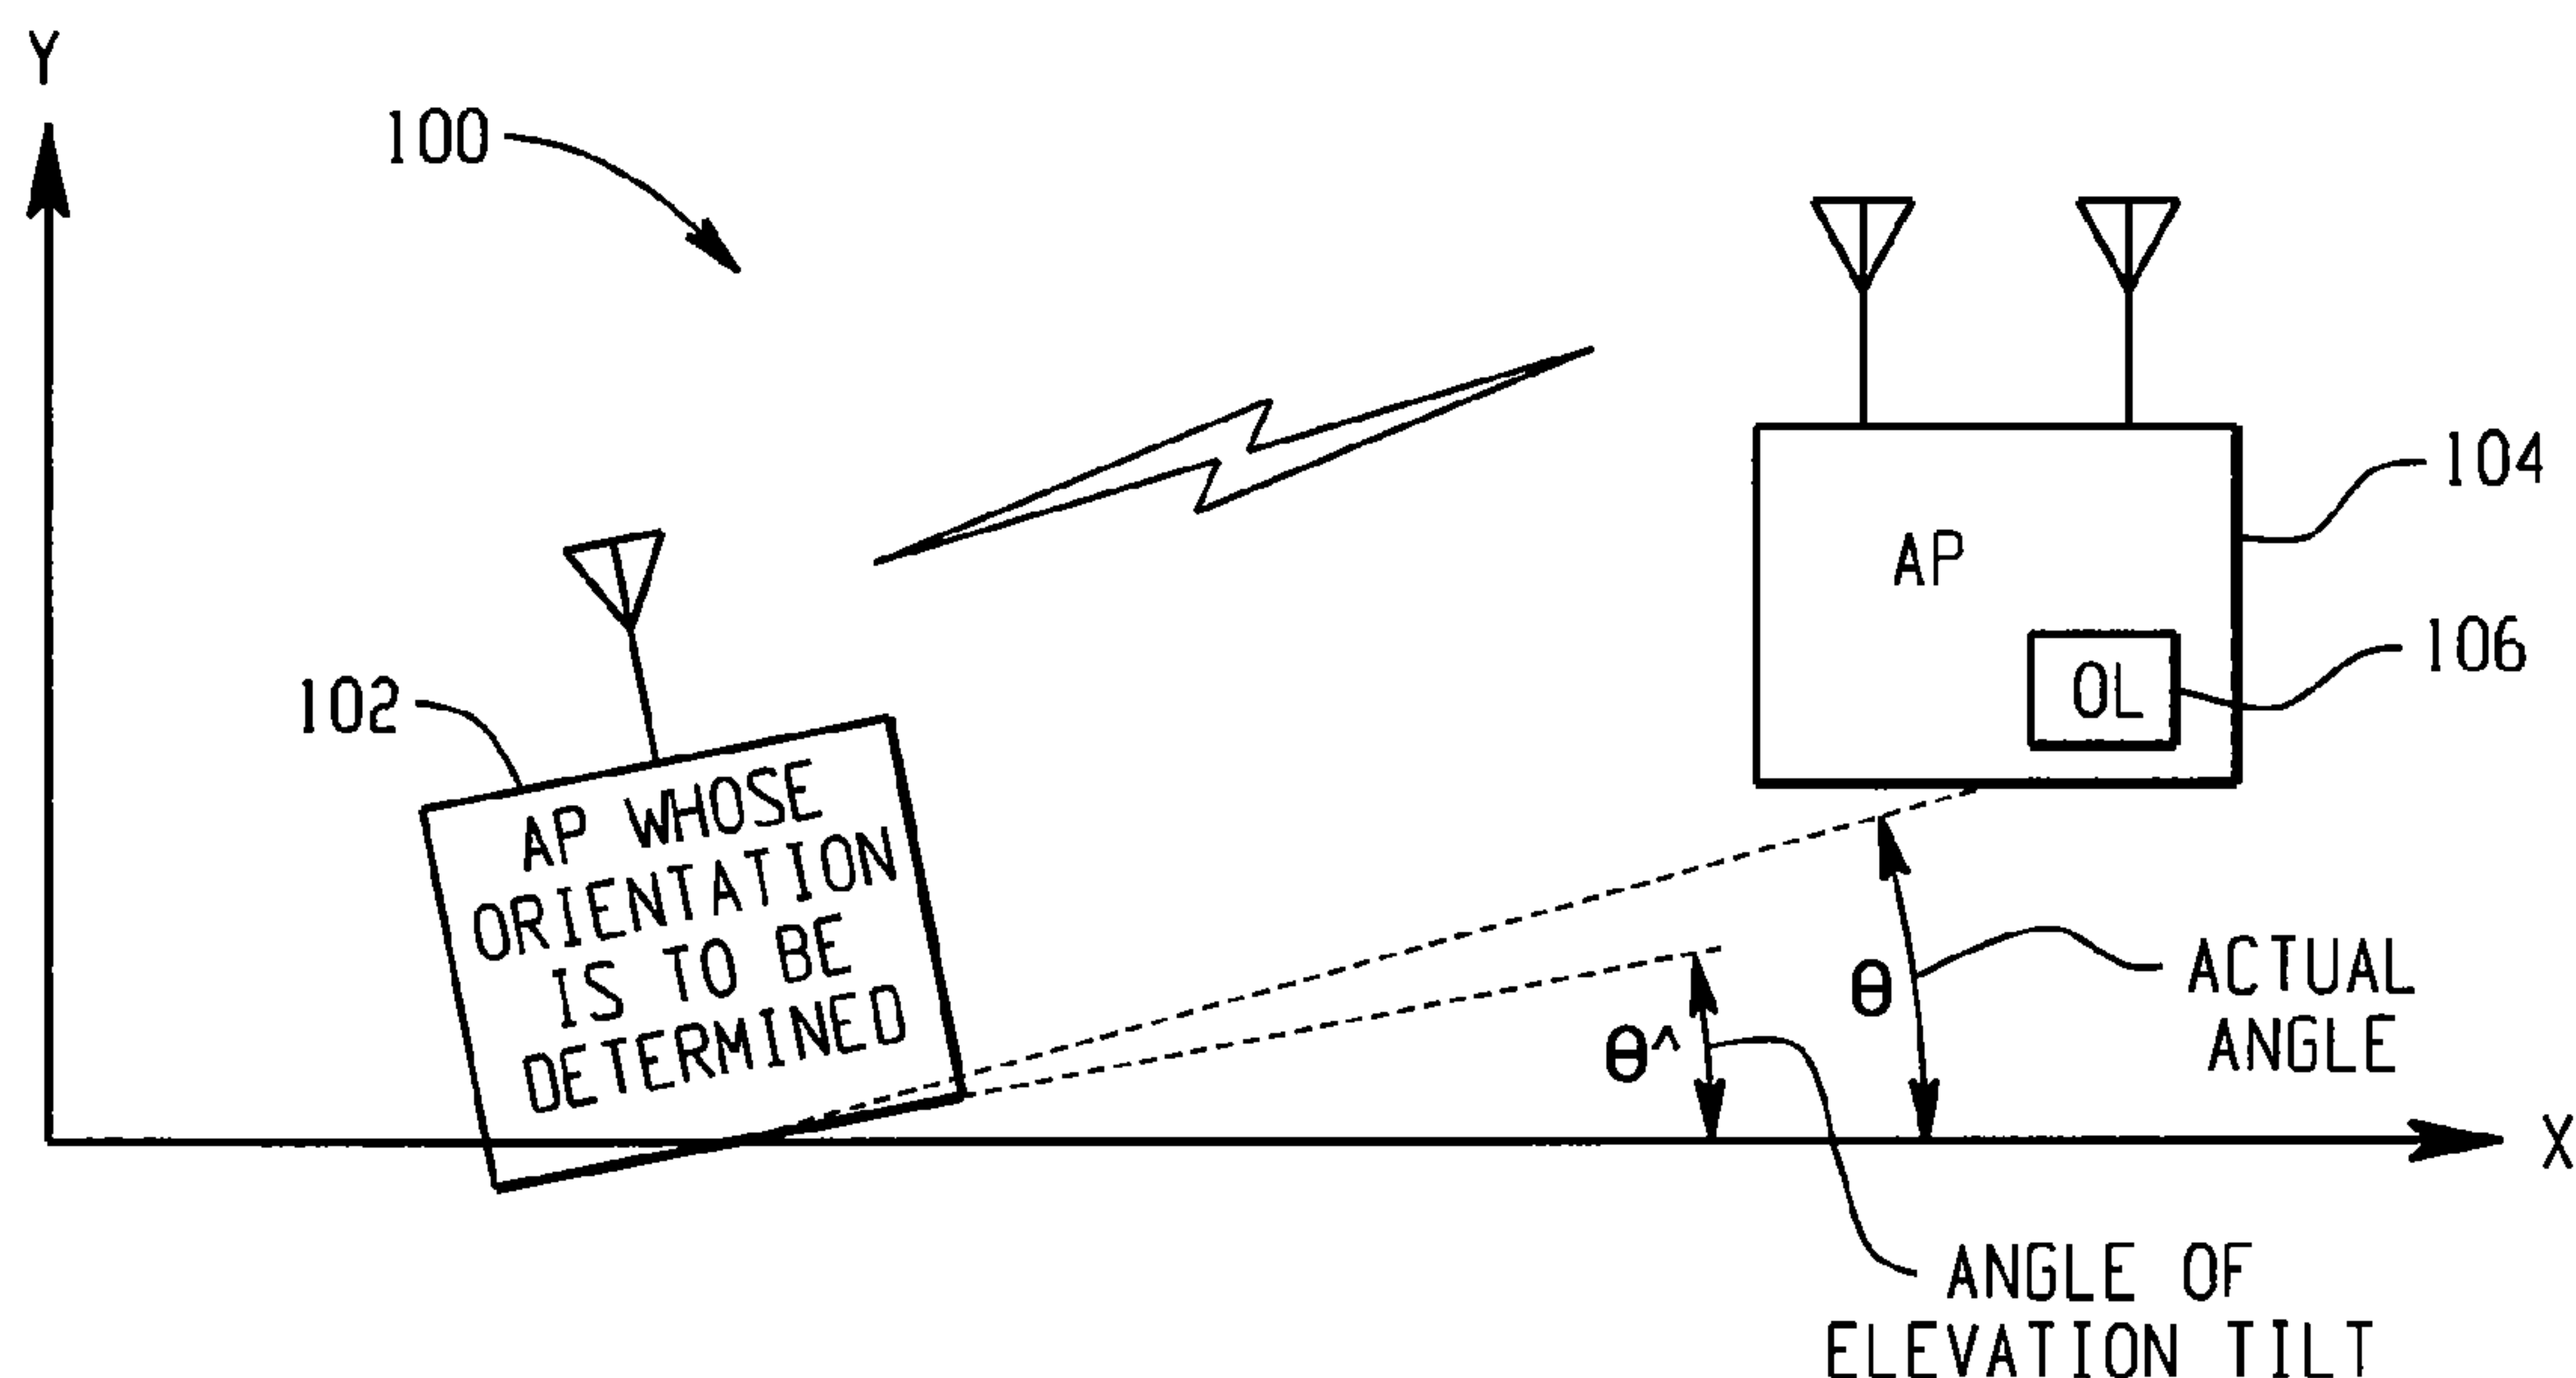 Y
100
104
AP
106
OL
102
AP WHOSE
ORIENTATION
IS TO BE
DETERMINED
θ
ACTUAL
ANGLE
θ^
X
ANGLE OF
ELEVATION TILT